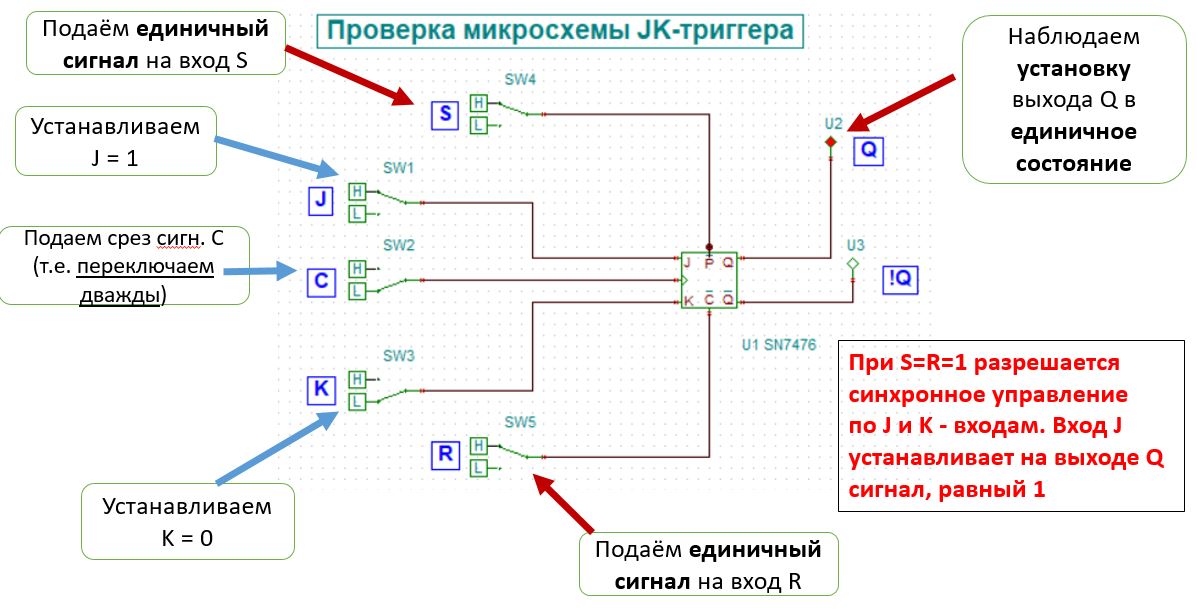 Проверка микросхемы JK-триггера
Подаём единичный
сигнал на вход S
Наблюдаем
установку
выхода Q в
единичное
состояние
Устанавливаем
J = 1
Подаем срез сигн. С
(т.е. переключаем
дважды)
Устанавливаем
K = 0
Подаём единичный
сигнал на вход R
При S=R=1 разрешается
синхронное управление
по J и K - входам. Вход J
устанавливает на выходе Q
сигнал, равный 1
SW4
S
H
L
SW1
J
H
L
SW2
C
H
L
SW3
K
H
L
SW5
R
H
L
U2
Q
U3
!Q
J P Q
K C Q
U1 SN7476